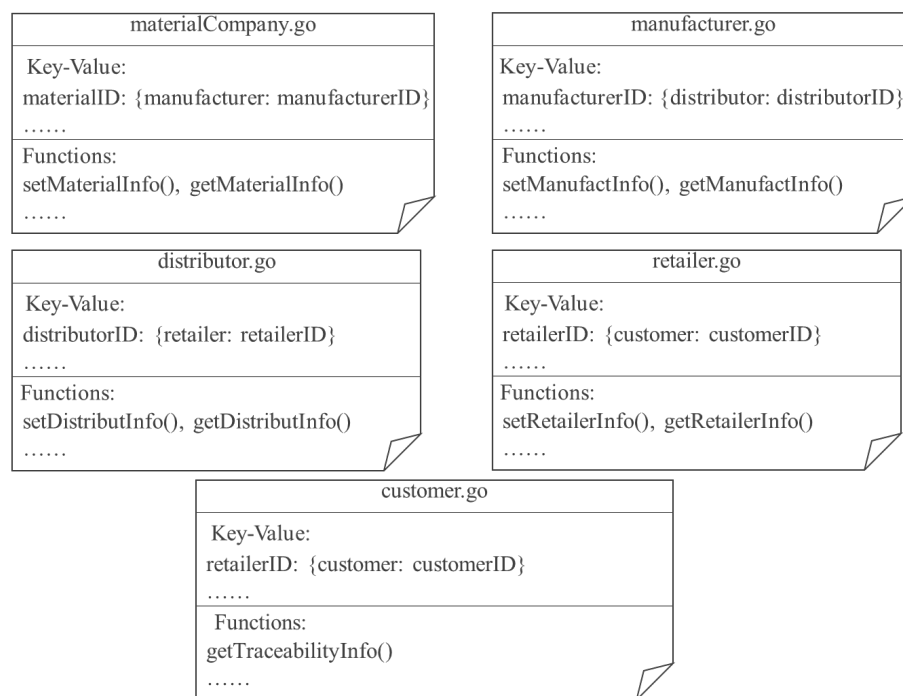 materialCompany.go
Key-Value:
materialID: {manufacturer: manufacturerID}
……
Functions:
setMaterialInfo(), getMaterialInfo()
……
manufacturer.go
Key-Value:
manufacturerID: {distributor: distributorID}
……
Functions:
setManufactInfo(), getManufactInfo()
……
distributor.go
Key-Value:
distributorID: {retailer: retailerID}
……
Functions:
setDistributInfo(), getDistributInfo()
……
retailer.go
Key-Value:
retailerID: {customer: customerID}
……
Functions:
setRetailerInfo(), getRetailerInfo()
……
customer.go
Key-Value:
retailerID: {customer: customerID}
……
Functions:
getTraceabilityInfo()
……